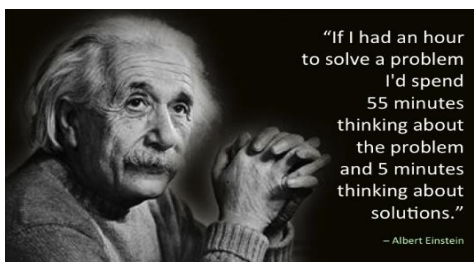 “If I had an hour
to solve a problem
I'd spend
55 minutes
thinking about
the problem
and 5 minutes
thinking about
solutions.”
– Albert Einstein